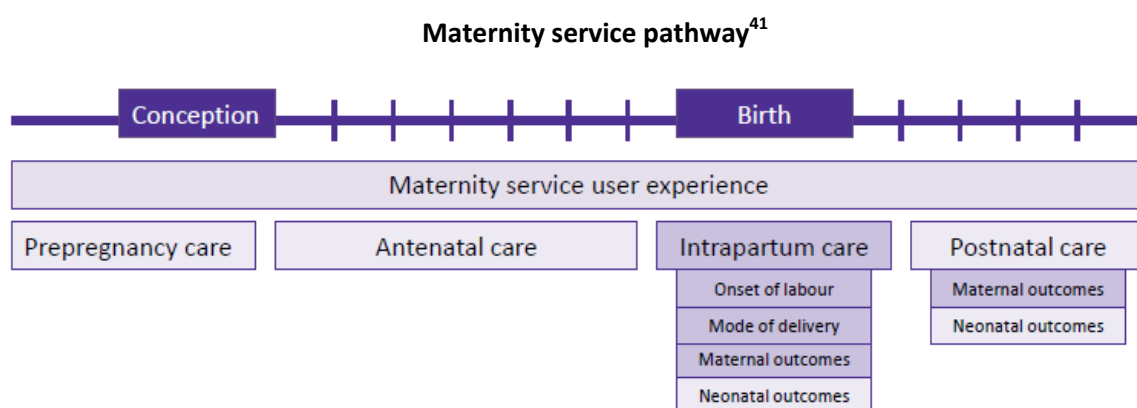 Maternity service pathway41
Conception
Birth
Maternity service user experience
Prepregnancy care
Antenatal care
Intrapartum care
Postnatal care
Onset of labour
Mode of delivery
Maternal outcomes
Neonatal outcomes
Maternal outcomes
Neonatal outcomes